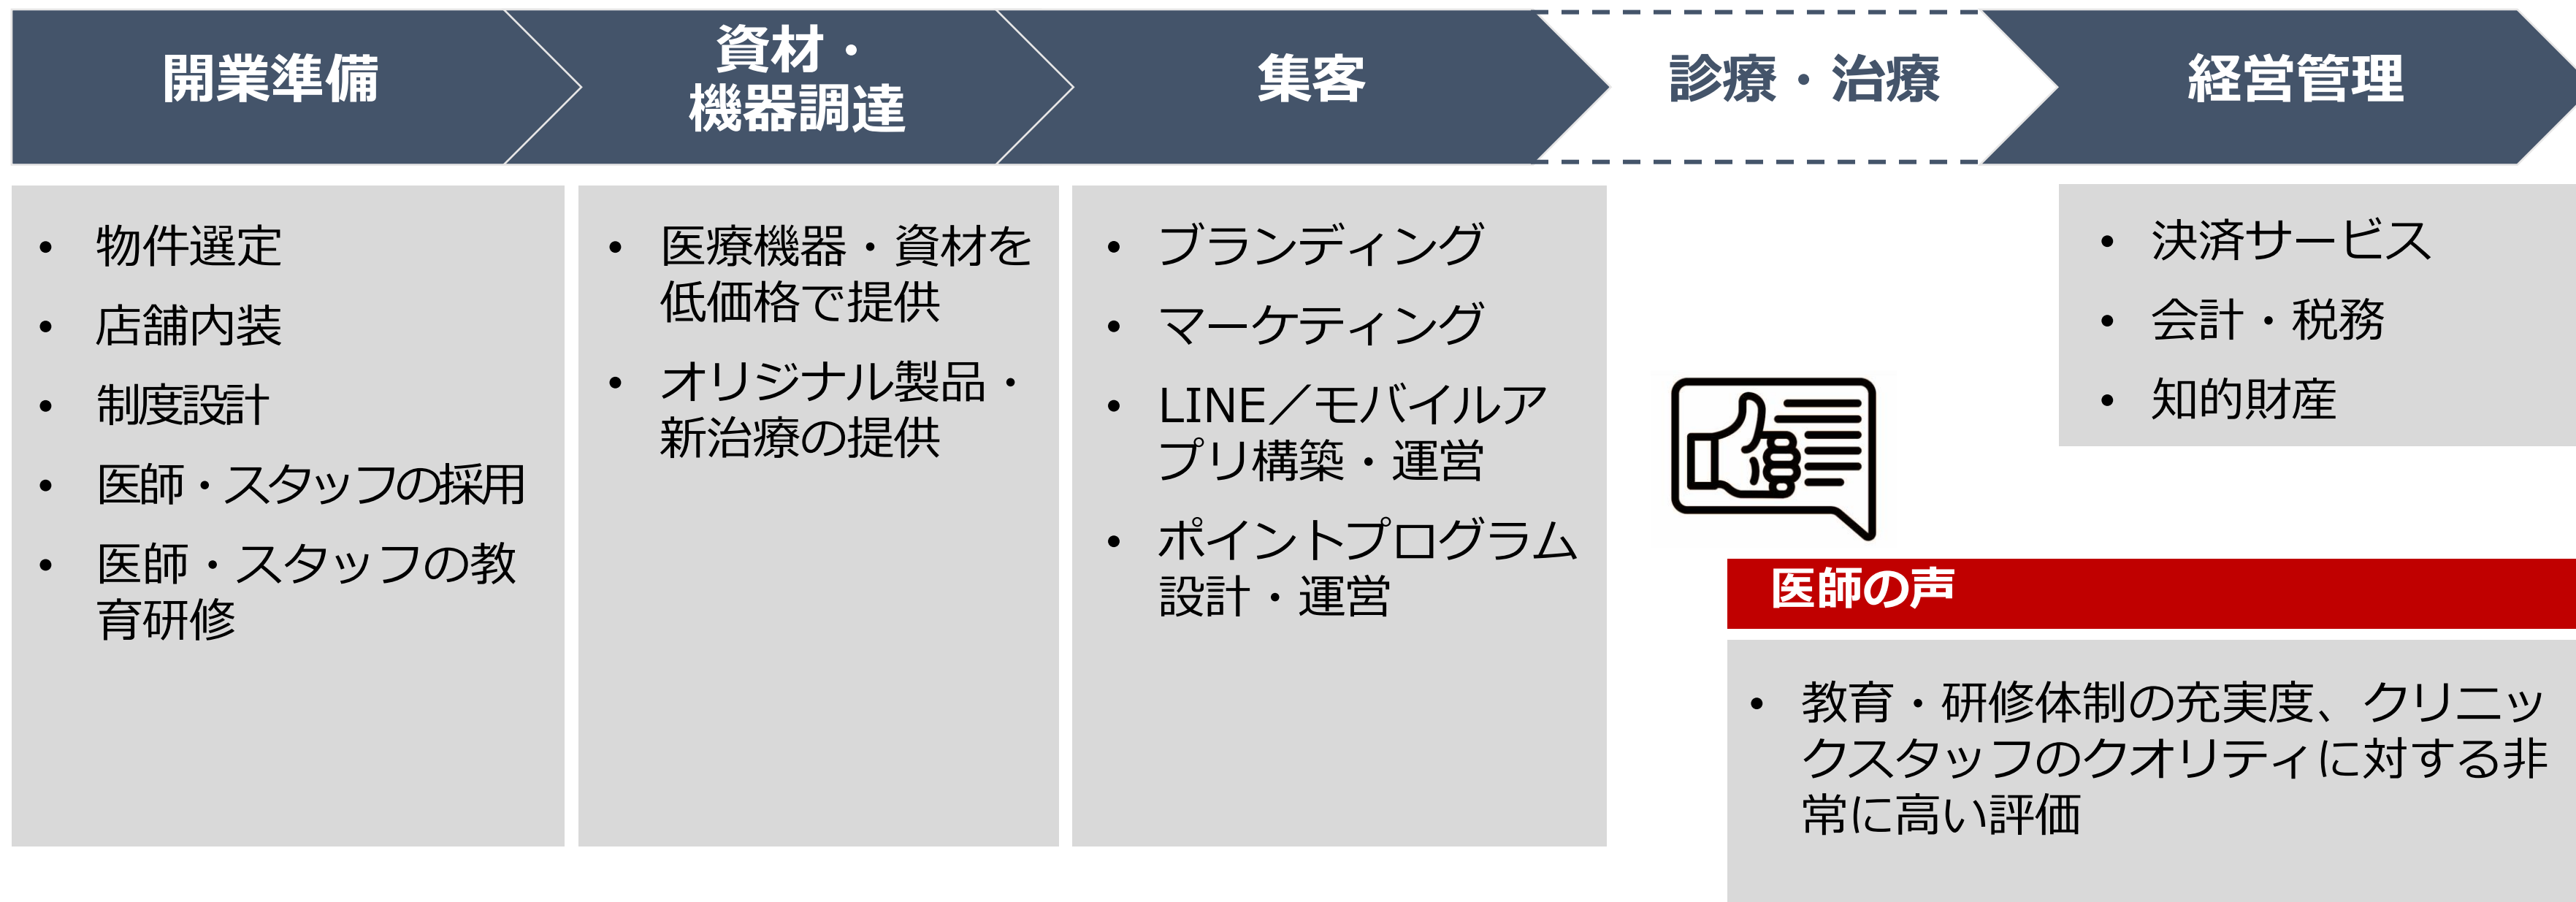 開業準備
資材・
機器調達
集客
診療・治療
経営管理
• 物件選定
• 店舗内装
• 制度設計
• 医師・スタッフの採用
• 医師・スタッフの教
育研修
• 医療機器・資材を
低価格で提供
• オリジナル製品・
新治療の提供
• ブランディング
• マーケティング
• LINE／モバイルア
プリ構築・運営
• ポイントプログラム
設計・運営
• 決済サービス
• 会計・税務
• 知的財産
医師の声
• 教育・研修体制の充実度、クリニッ
クスタッフのクオリティに対する非
常に高い評価